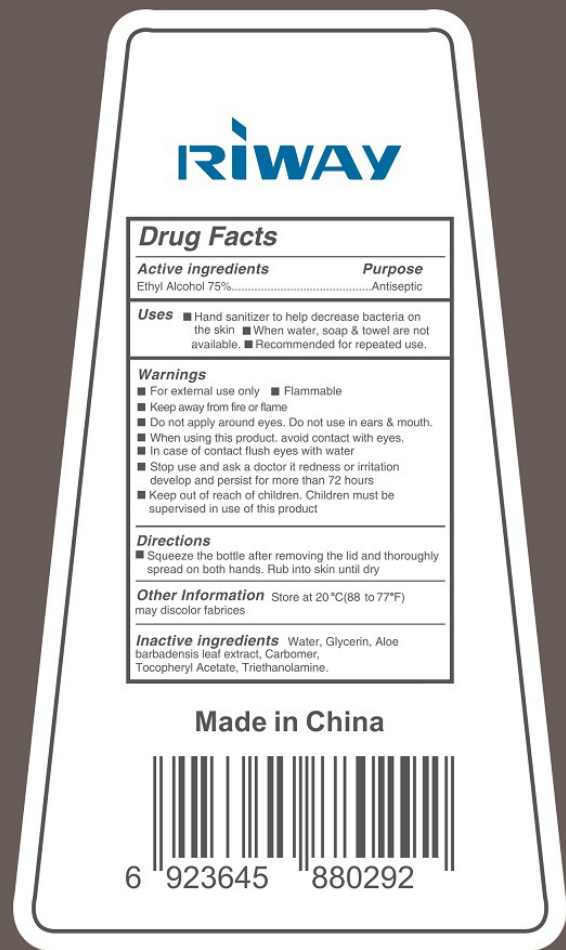 RiWAY
Drug Facts
Active ingredients Purpose
Ethyl Alcohol 75%............................................Antiseptic
Uses ■ Hand sanitizer to help decrease bacteria on
the skin ■ When water, soap & towel are not
available. ■ Recommended for repeated use.
Warnings
■ For external use only ■ Flammable
■ Keep away from fire or flame
■ Do not apply around eyes. Do not use in ears & mouth.
■ When using this product. avoid contact with eyes.
■ In case of contact flush eyes with water
■ Stop use and ask a doctor it redness or irritation
develop and persist for more than 72 hours
■ Keep out of reach of children. Children must be
supervised in use of this product
Directions
■ Squeeze the bottle after removing the lid and thoroughly
spread on both hands. Rub into skin until dry
Other Information Store at 20°C(88 to 77°F)
may discolor fabrices
Inactive ingredients Water, Glycerin, Aloe
barbadensis leaf extract, Carbomer,
Tocopheryl Acetate, Triethanolamine.
Made in China
6 923645 880292